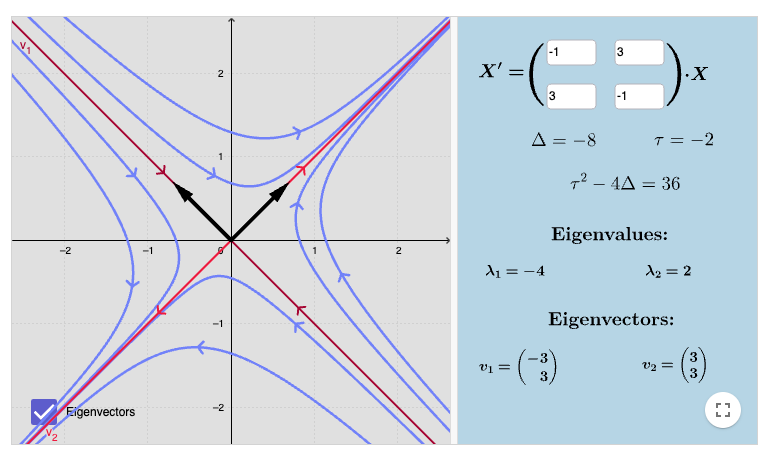 v₁
2
1
−2 −1 0 1 2
−1
−2
Eigenvectors
v₂
X′ = ( -1 3
3 -1 ) · X
Δ = −8 τ = −2
τ² − 4Δ = 36
Eigenvalues:
λ₁ = −4 λ₂ = 2
Eigenvectors:
v₁ = ( −3
3 ) v₂ = ( 3
3 )